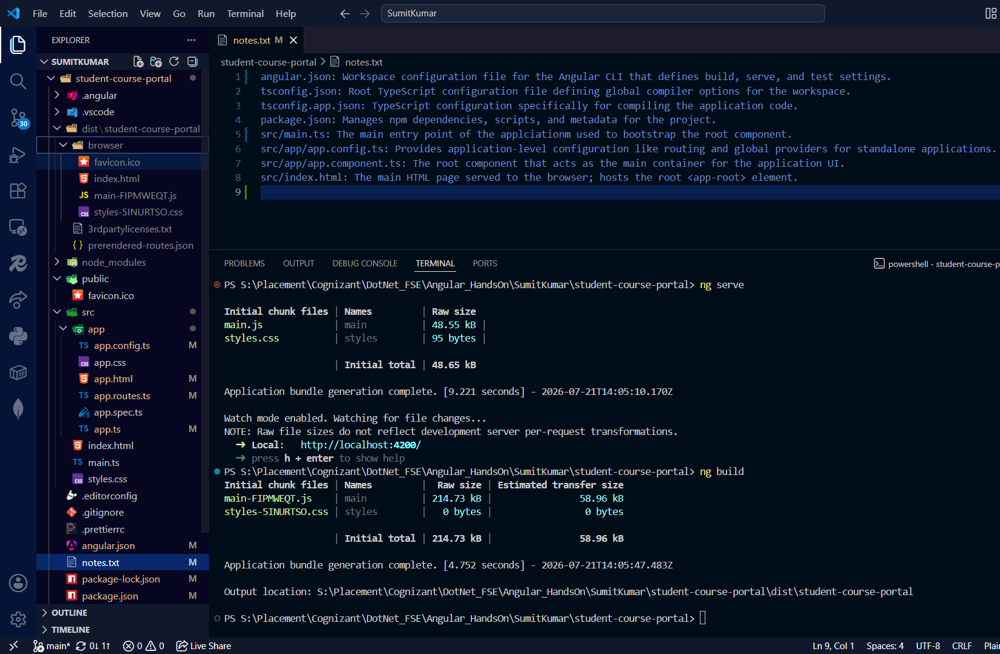 File Edit Selection View Go Run Terminal Help
SumitKumar
EXPLORER
SUMITKUMAR
student-course-portal
.angular
.vscode
dist\student-course-portal
browser
favicon.ico
index.html
JS main-FIPMWEQT.js
css styles-5INURTSO.css
3rdpartylicenses.txt
{ } prerendered-routes.json
node_modules
public
favicon.ico
src
app
TS app.config.ts M
css app.css
app.html M
TS app.routes.ts M
app.spec.ts
TS app.ts M
index.html
TS main.ts
css styles.css
.editorconfig
.gitignore
.prettierrc
angular.json M
notes.txt M
package-lock.json M
package.json M
OUTLINE
TIMELINE
30
notes.txt M
student-course-portal > notes.txt
1 angular.json: Workspace configuration file for the Angular CLI that defines build, serve, and test settings.
2 tsconfig.json: Root TypeScript configuration file defining global compiler options for the workspace.
3 tsconfig.app.json: TypeScript configuration specifically for compiling the application code.
4 package.json: Manages npm dependencies, scripts, and metadata for the project.
5 src/main.ts: The main entry point of the applciationm used to bootstrap the root component.
6 src/app/app.config.ts: Provides application-level configuration like routing and global providers for standalone applications.
7 src/app/app.component.ts: The root component that acts as the main container for the application UI.
8 src/index.html: The main HTML page served to the browser; hosts the root <app-root> element.
9
PROBLEMS OUTPUT DEBUG CONSOLE TERMINAL PORTS
powershell - student-course-p
PS S:\Placement\Cognizant\DotNet_FSE\Angular_HandsOn\SumitKumar\student-course-portal> ng serve
Initial chunk files | Names | Raw size
main.js | main | 48.55 kB |
styles.css | styles | 95 bytes |
| Initial total | 48.65 kB
Application bundle generation complete. [9.221 seconds] - 2026-07-21T14:05:10.170Z
Watch mode enabled. Watching for file changes...
NOTE: Raw file sizes do not reflect development server per-request transformations.
➜ Local: http://localhost:4200/
➜ press h + enter to show help
PS S:\Placement\Cognizant\DotNet_FSE\Angular_HandsOn\SumitKumar\student-course-portal> ng build
Initial chunk files | Names | Raw size | Estimated transfer size
main-FIPMWEQT.js | main | 214.73 kB | 58.96 kB
styles-5INURTSO.css | styles | 0 bytes | 0 bytes
| Initial total | 214.73 kB | 58.96 kB
Application bundle generation complete. [4.752 seconds] - 2026-07-21T14:05:47.483Z
Output location: S:\Placement\Cognizant\DotNet_FSE\Angular_HandsOn\SumitKumar\student-course-portal\dist\student-course-portal
PS S:\Placement\Cognizant\DotNet_FSE\Angular_HandsOn\SumitKumar\student-course-portal>
main* 0↓ 1↑ 0 0 Live Share
Ln 9, Col 1 Spaces: 4 UTF-8 CRLF Plai